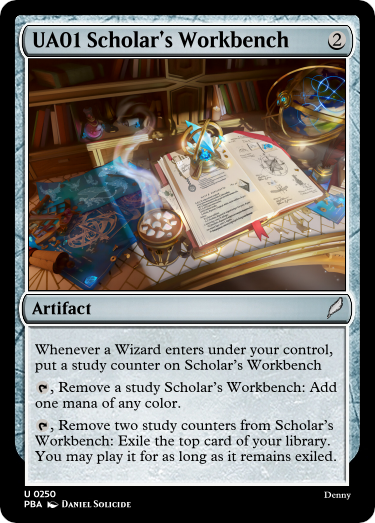 UA01 Scholar's Workbench 2
Artifact
Whenever a Wizard enters under your control,
put a study counter on Scholar's Workbench
, Remove a study Scholar's Workbench: Add
one mana of any color.
, Remove two study counters from Scholar's
Workbench: Exile the top card of your library.
You may play it for as long as it remains exiled.
U 0250
Denny
PBA DANIEL SOLICIDE